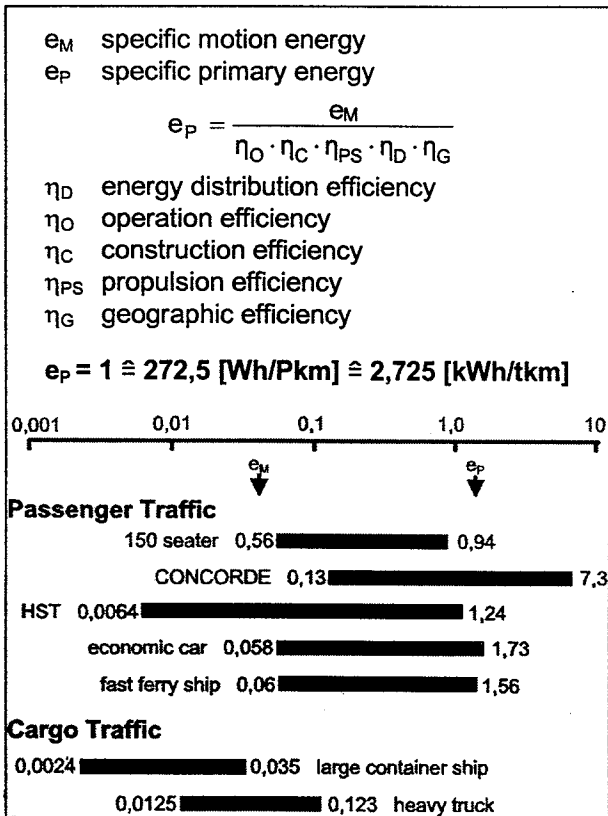 eM specific motion energy
eP specific primary energy
eP = eM / (ηO · ηC · ηPS · ηD · ηG)
ηD energy distribution efficiency
ηO operation efficiency
ηC construction efficiency
ηPS propulsion efficiency
ηG geographic efficiency
eP = 1 ≙ 272,5 [Wh/Pkm] ≙ 2,725 [kWh/tkm]
0,001 0,01 0,1 1,0 10
eM eP
Passenger Traffic
150 seater 0,56 0,94
CONCORDE 0,13 7,3
HST 0,0064 1,24
economic car 0,058 1,73
fast ferry ship 0,06 1,56
Cargo Traffic
0,0024 0,035 large container ship
0,0125 0,123 heavy truck